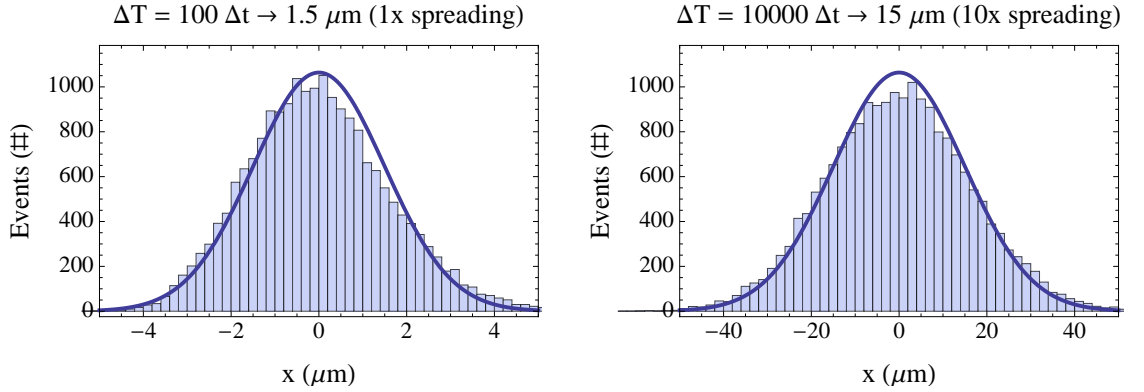 ΔT = 100 Δt → 1.5 μm (1x spreading)
Events (#)
1000
800
600
400
200
0
−4 −2 0 2 4
x (μm)
ΔT = 10000 Δt → 15 μm (10x spreading)
Events (#)
1000
800
600
400
200
0
−40 −20 0 20 40
x (μm)